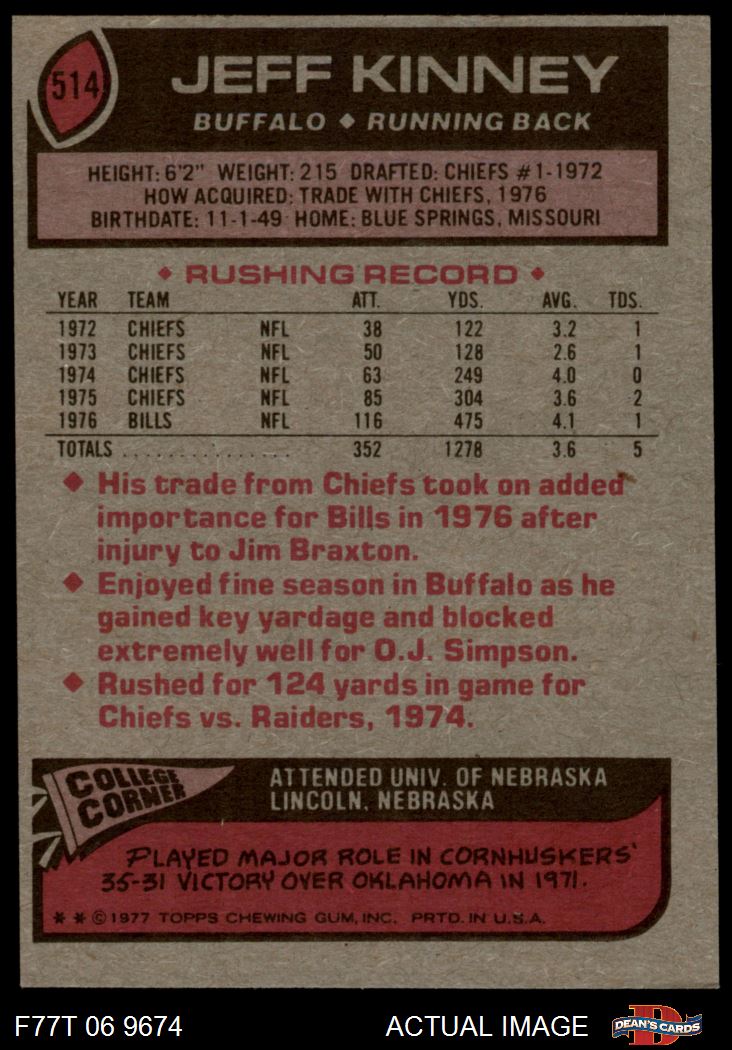 514
JEFF KINNEY
BUFFALO ◆ RUNNING BACK
HEIGHT: 6'2" WEIGHT: 215 DRAFTED: CHIEFS #1-1972
HOW ACQUIRED: TRADE WITH CHIEFS, 1976
BIRTHDATE: 11-1-49 HOME: BLUE SPRINGS, MISSOURI
◆ RUSHING RECORD ◆
YEAR TEAM ATT. YDS. AVG. TDS.
1972 CHIEFS NFL 38 122 3.2 1
1973 CHIEFS NFL 50 128 2.6 1
1974 CHIEFS NFL 63 249 4.0 0
1975 CHIEFS NFL 85 304 3.6 2
1976 BILLS NFL 116 475 4.1 1
TOTALS . . . . . . . . . . . . . . . 352 1278 3.6 5
◆ His trade from Chiefs took on added
importance for Bills in 1976 after
injury to Jim Braxton.
◆ Enjoyed fine season in Buffalo as he
gained key yardage and blocked
extremely well for O.J. Simpson.
◆ Rushed for 124 yards in game for
Chiefs vs. Raiders, 1974.
COLLEGE
CORNER
ATTENDED UNIV. OF NEBRASKA
LINCOLN, NEBRASKA
PLAYED MAJOR ROLE IN CORNHUSKERS'
35-31 VICTORY OVER OKLAHOMA IN 1971.
* * © 1977 TOPPS CHEWING GUM, INC. PRTD. IN U.S.A.
F77T 06 9674 ACTUAL IMAGE
D
DEAN'S CARDS